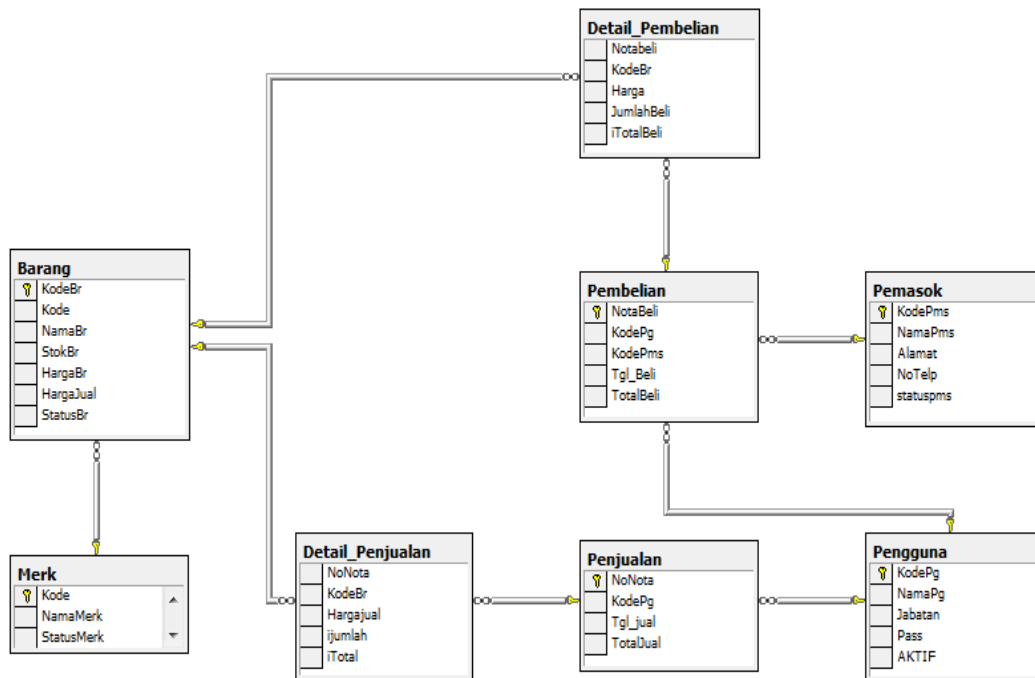 Detail_Pembelian
Notabeli
KodeBr
Harga
JumlahBeli
iTotalBeli
Barang
KodeBr
Kode
NamaBr
StokBr
HargaBr
HargaJual
StatusBr
Pembelian
NotaBeli
KodePg
KodePms
Tgl_Beli
TotalBeli
Pemasok
KodePms
NamaPms
Alamat
NoTelp
statuspms
Merk
Kode
NamaMerk
StatusMerk
Detail_Penjualan
NoNota
KodeBr
Hargajual
ijumlah
iTotal
Penjualan
NoNota
KodePg
Tgl_jual
TotalJual
Pengguna
KodePg
NamaPg
Jabatan
Pass
AKTIF